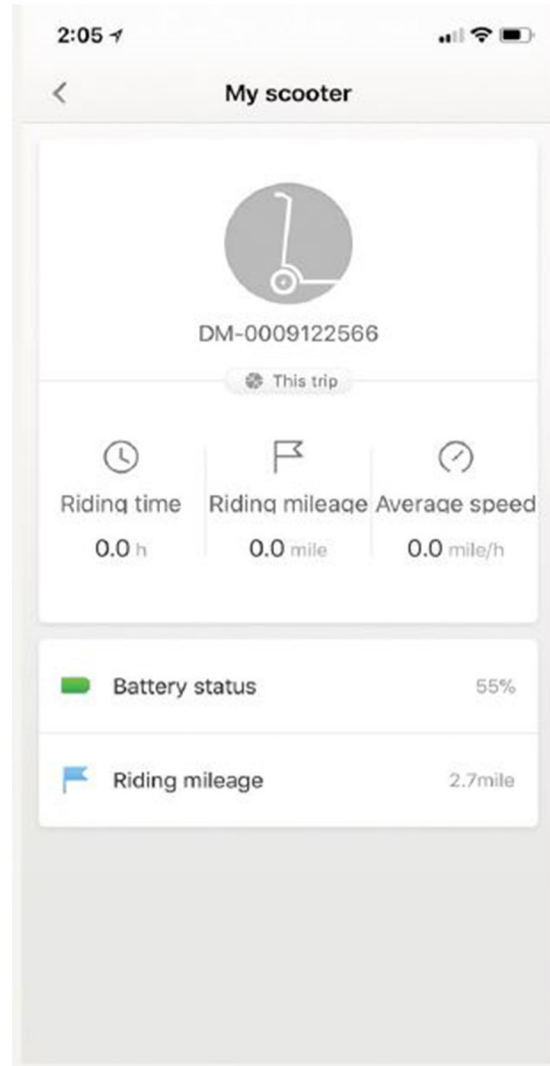 2:05
My scooter
DM-0009122566
This trip
Riding time Riding mileage Average speed
0.0 h 0.0 mile 0.0 mile/h
Battery status 55%
Riding mileage 2.7mile